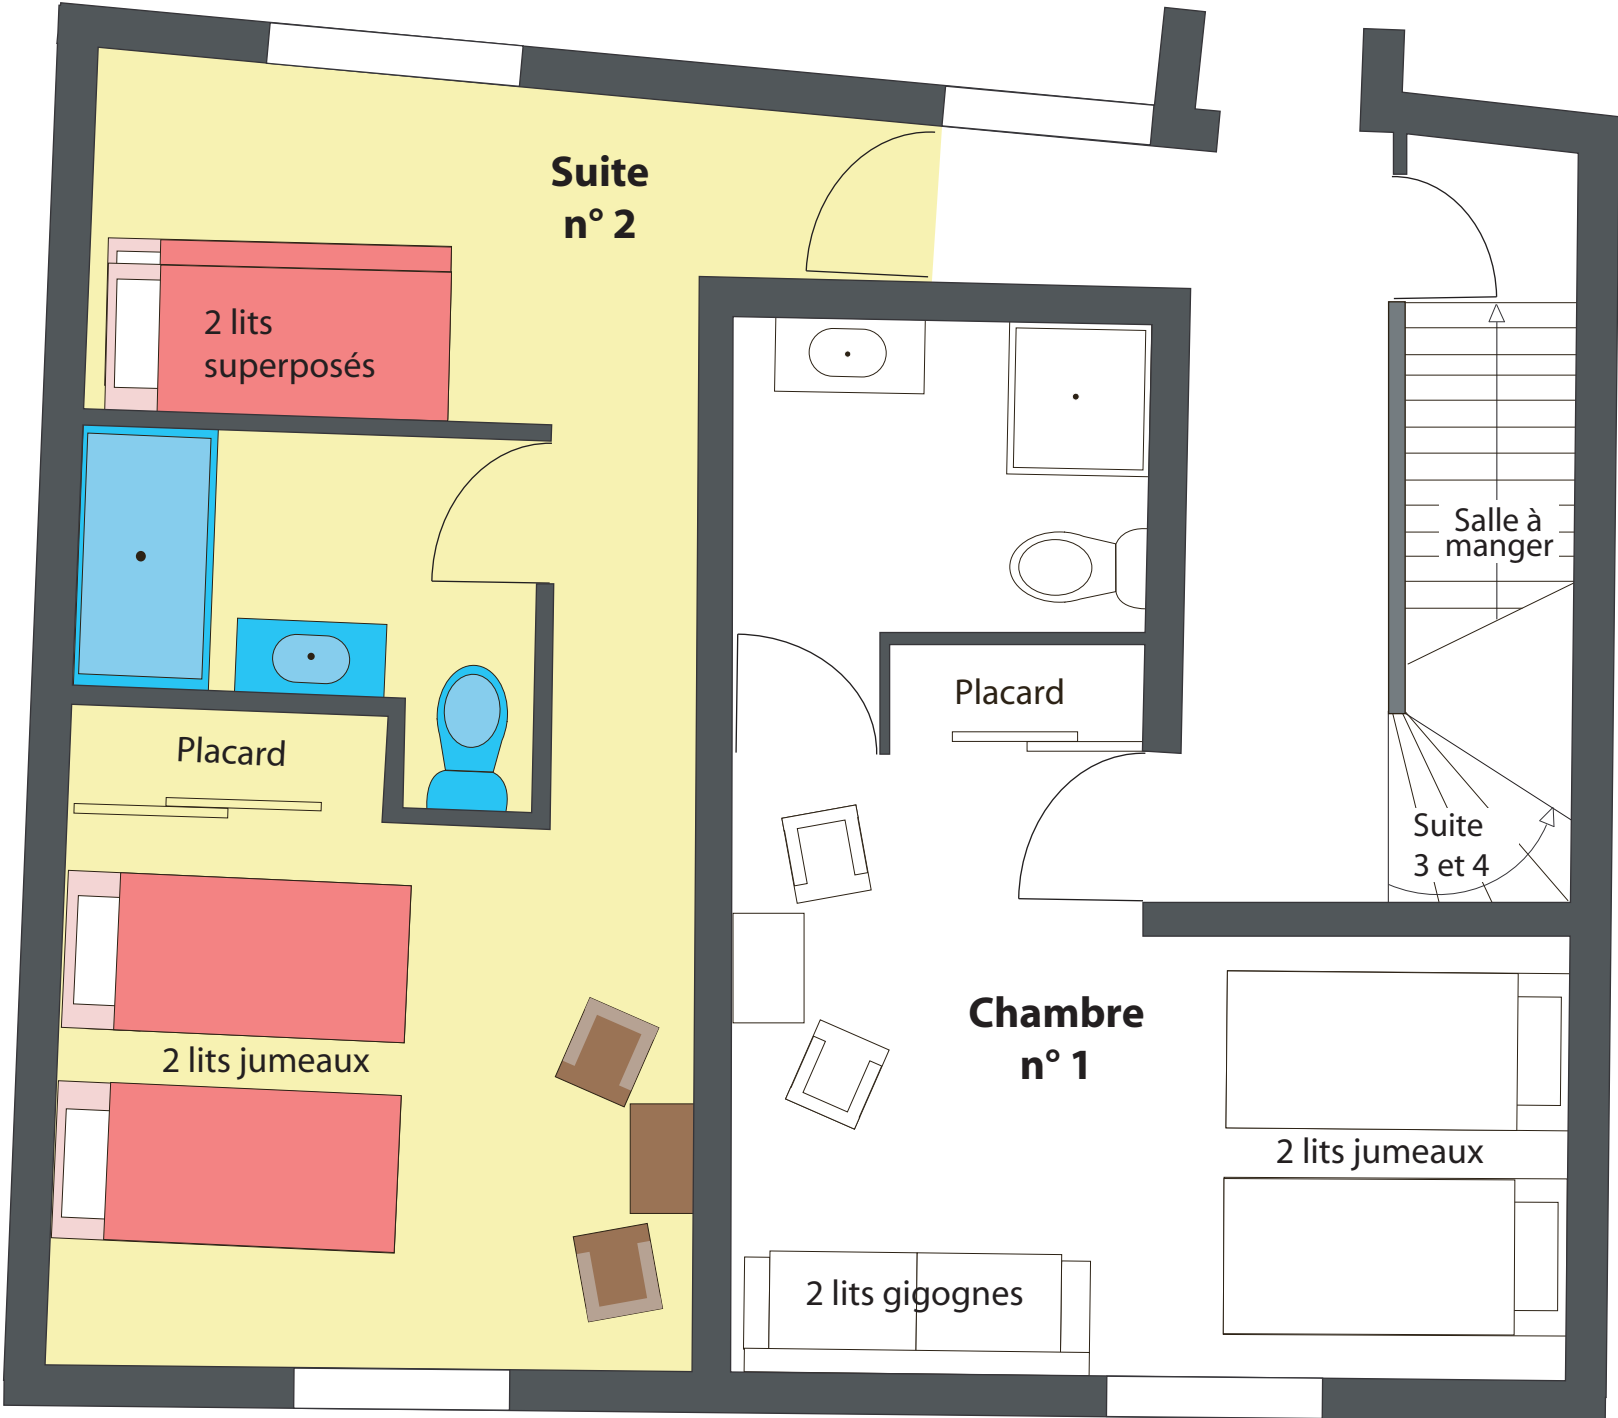 Suite
n° 2
2 lits
superposés
Placard
2 lits jumeaux
Placard
Chambre
n° 1
2 lits jumeaux
2 lits gigognes
Salle à
manger
Suite
3 et 4